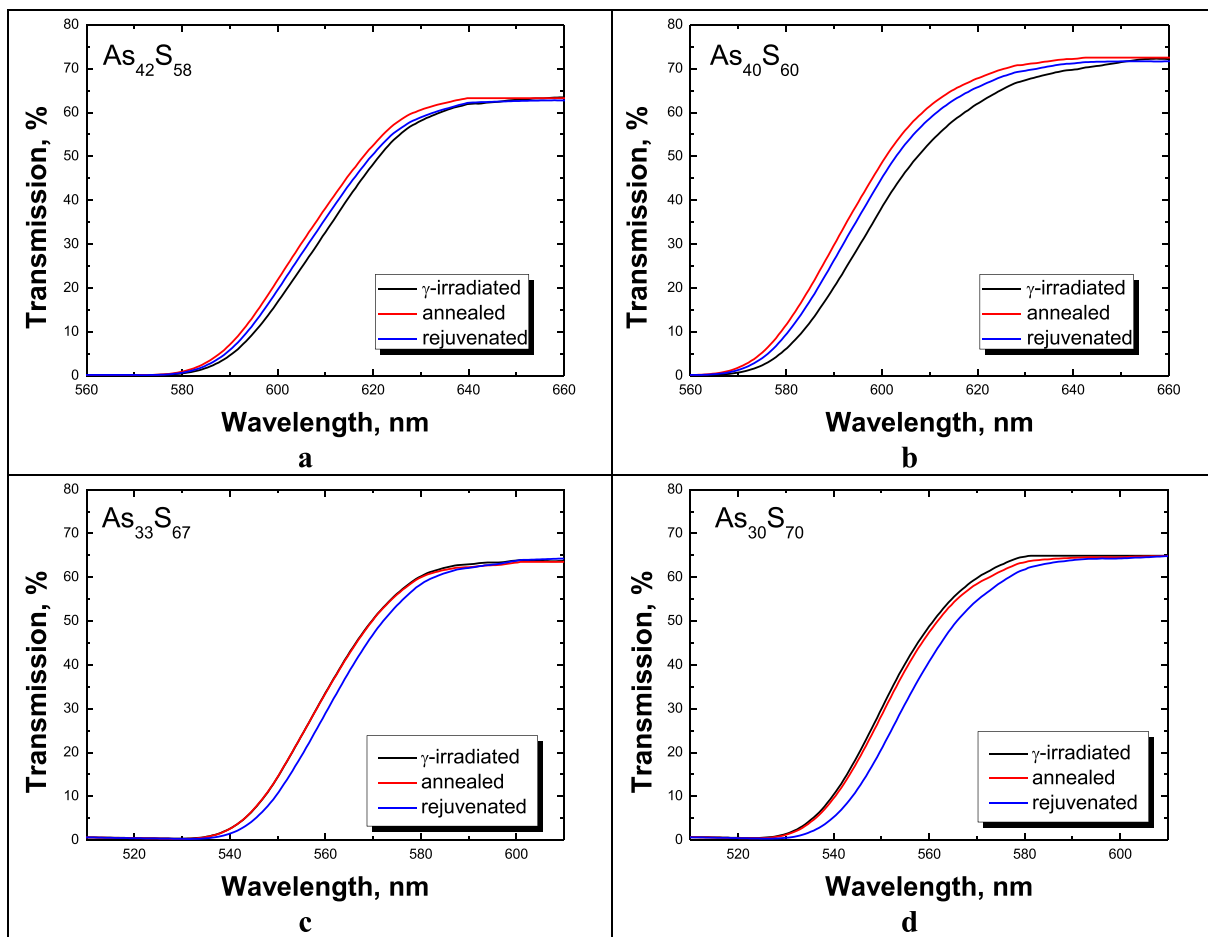 As42S58
80
70
60
50
40
30
20
10
0
Transmission, %
γ-irradiated
annealed
rejuvenated
560 580 600 620 640 660
Wavelength, nm
a
As40S60
80
70
60
50
40
30
20
10
0
Transmission, %
γ-irradiated
annealed
rejuvenated
560 580 600 620 640 660
Wavelength, nm
b
As33S67
80
70
60
50
40
30
20
10
0
Transmission, %
γ-irradiated
annealed
rejuvenated
520 540 560 580 600
Wavelength, nm
c
As30S70
80
70
60
50
40
30
20
10
0
Transmission, %
γ-irradiated
annealed
rejuvenated
520 540 560 580 600
Wavelength, nm
d